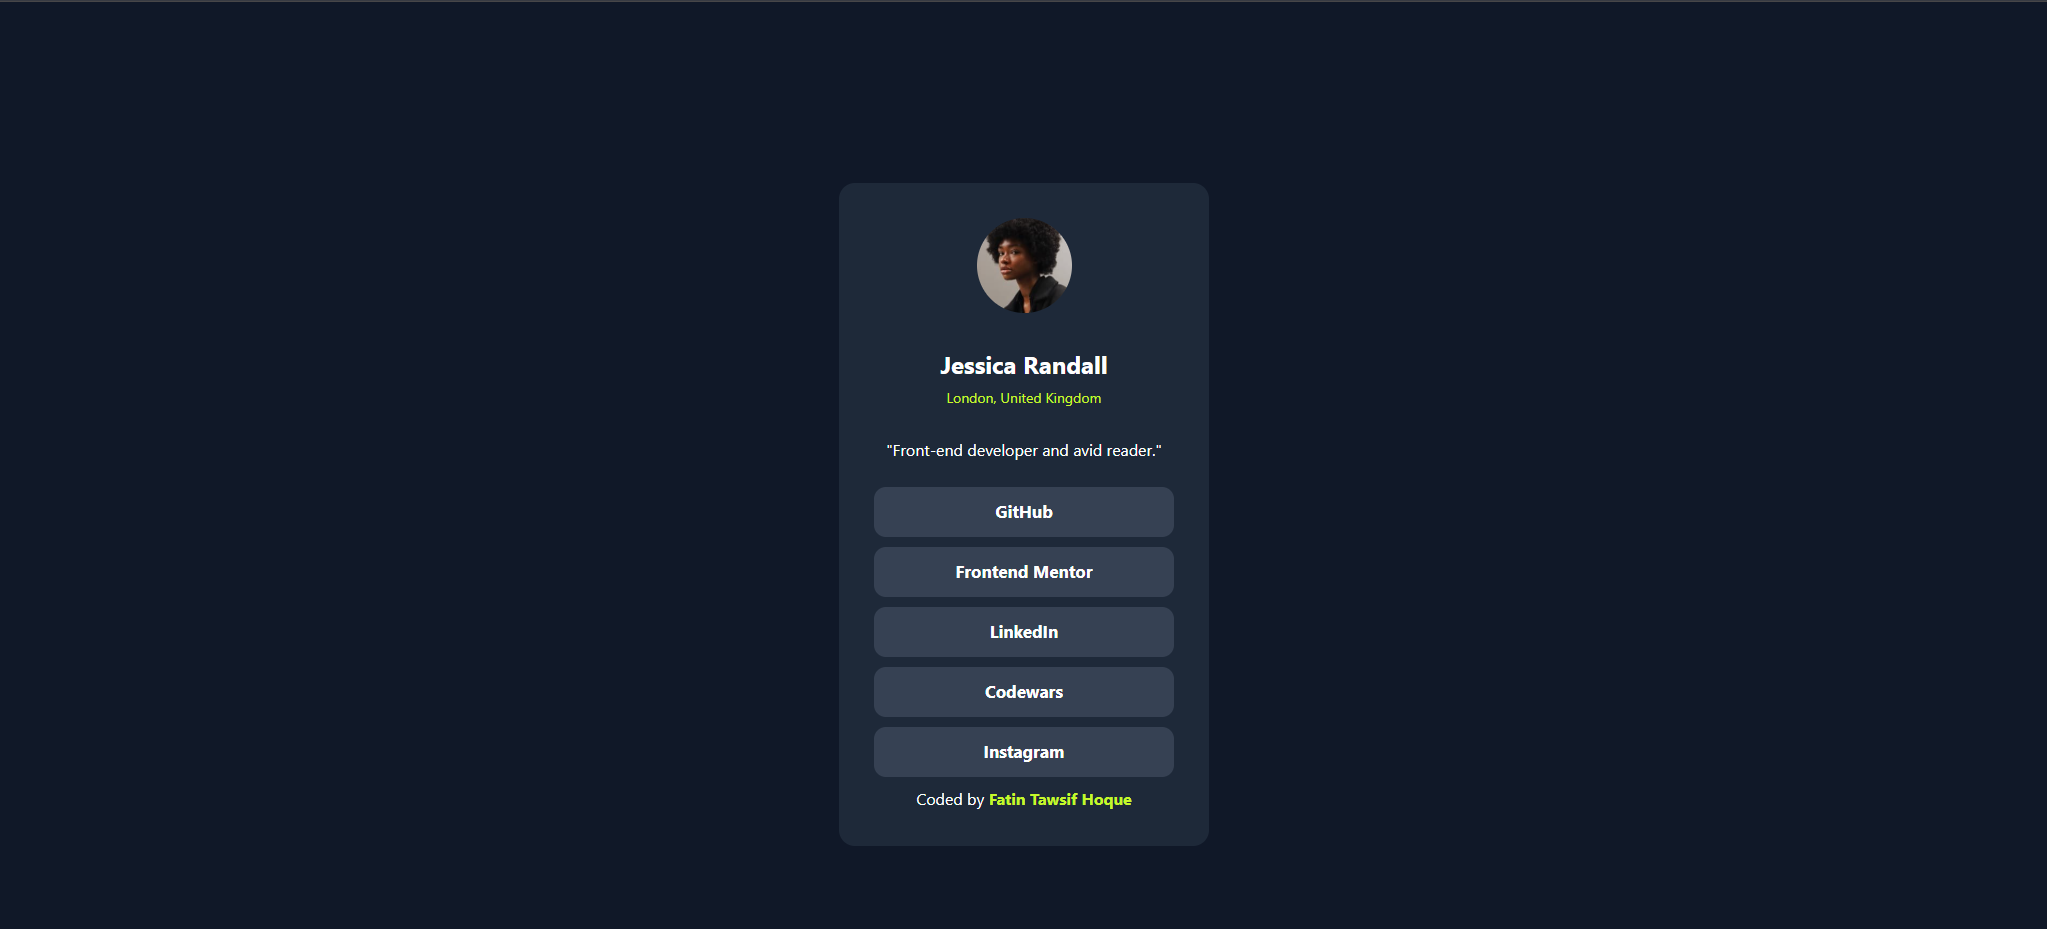 Jessica Randall
London, United Kingdom
"Front-end developer and avid reader."
GitHub
Frontend Mentor
LinkedIn
Codewars
Instagram
Coded by Fatin Tawsif Hoque